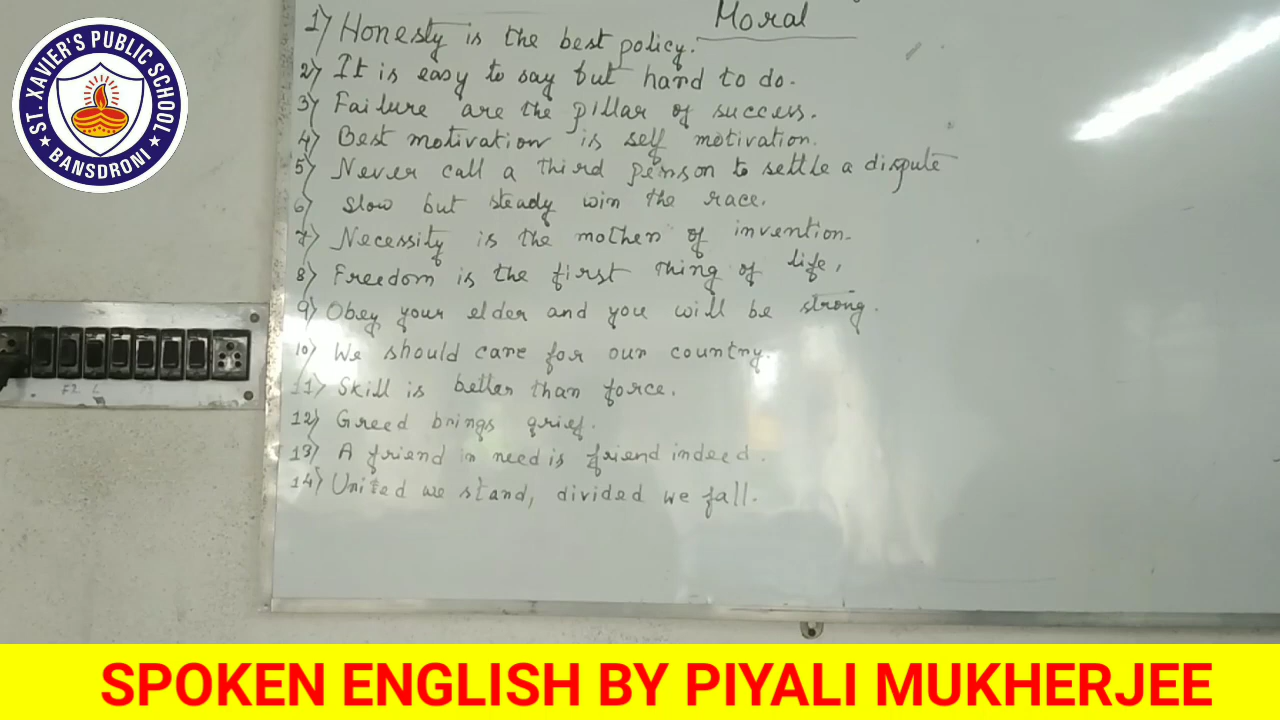 ST. XAVIER'S PUBLIC SCHOOL
★ BANSDRONI ★
Moral
1) Honesty is the best policy.
2) It is easy to say but hard to do.
3) Failure are the pillar of success.
4) Best motivation is self motivation.
5) Never call a third person to settle a dispute
6 slow but steady win the race.
7) Necessity is the mother of invention.
8) Freedom is the first thing of life,
9) Obey your elder and you will be strong.
10) We should care for our country.
11) Skill is better than force.
12) Greed brings grief.
13) A friend in need is friend indeed.
14) United we stand, divided we fall.
SPOKEN ENGLISH BY PIYALI MUKHERJEE